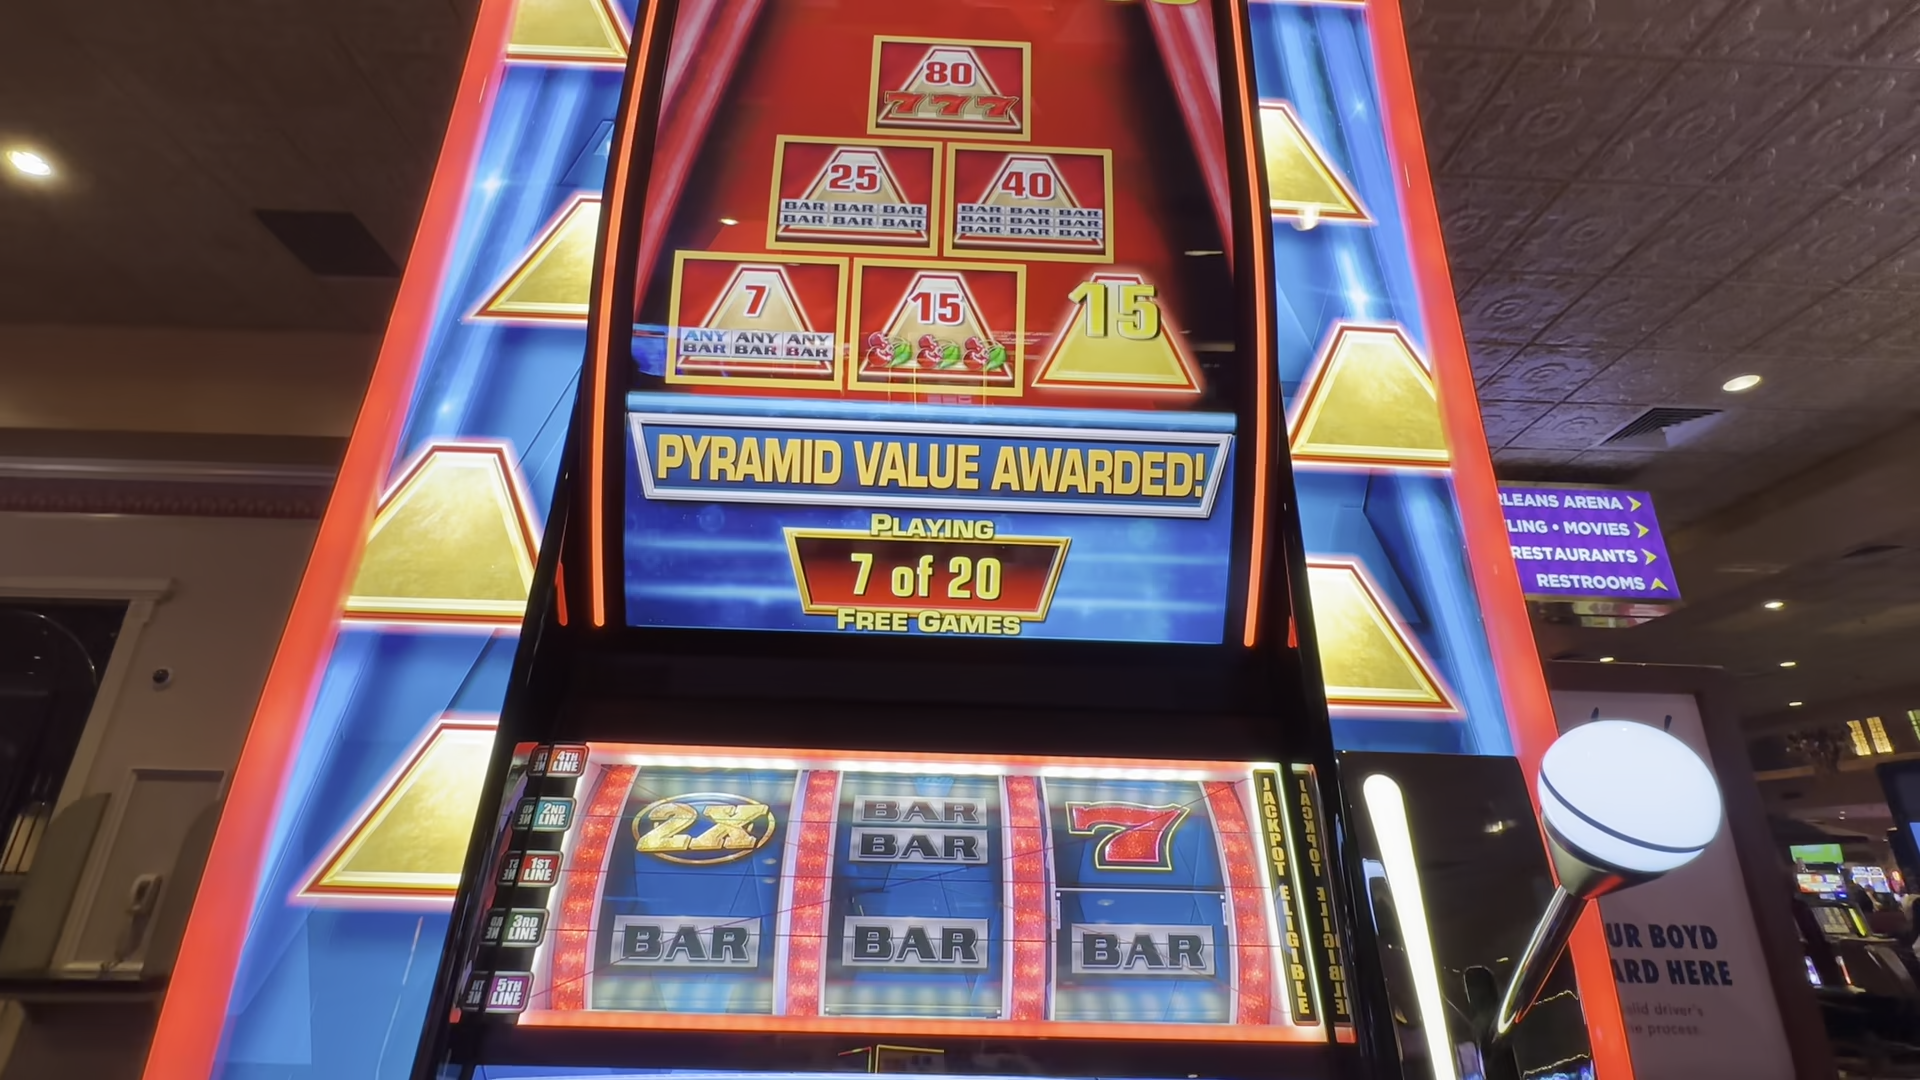 80
777
25
BAR BAR BAR
BAR BAR BAR
40
BAR BAR BAR
BAR BAR BAR
BAR BAR BAR
7
ANY ANY ANY
BAR BAR BAR
15
15
PYRAMID VALUE AWARDED!
PLAYING
7 of 20
FREE GAMES
RLEANS ARENA
LING • MOVIES
RESTAURANTS
RESTROOMS
4TH
LINE
2ND
LINE
1ST
LINE
3RD
LINE
5TH
LINE
2X
BAR
BAR
7
BAR
BAR
BAR
JACKPOT ELIGIBLE
UR BOYD
ARD HERE
driver's
process